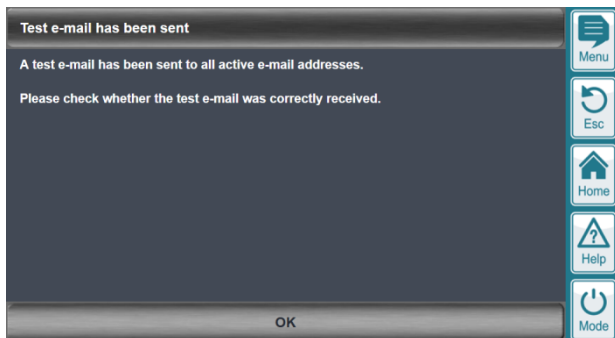 Test e-mail has been sent
A test e-mail has been sent to all active e-mail addresses.
Please check whether the test e-mail was correctly received.
OK
Menu
Esc
Home
?
Help
Mode